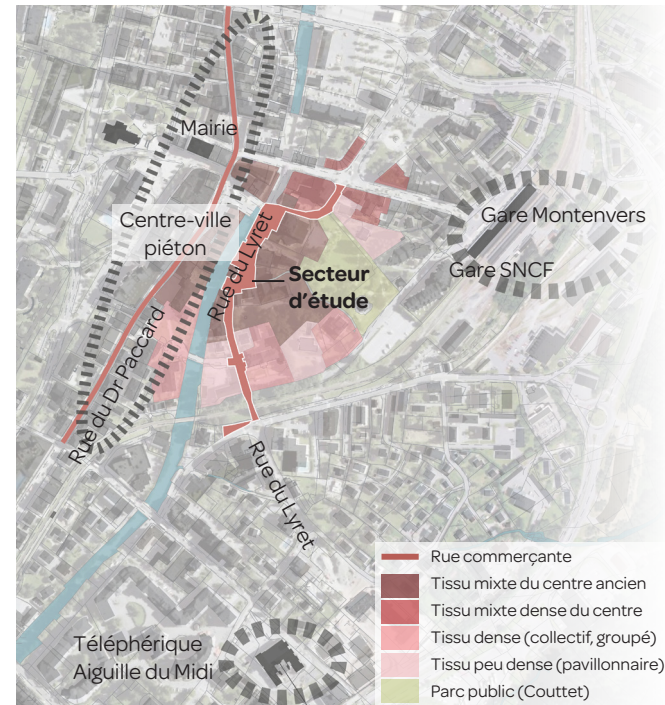 Mairie
Centre-ville
piéton
Rue du Lyret
Secteur
d'étude
Gare Montenvers
Gare SNCF
Rue du Dr Paccard
Rue du Lyret
Téléphérique
Aiguille du Midi
Rue commerçante
Tissu mixte du centre ancien
Tissu mixte dense du centre
Tissu dense (collectif, groupé)
Tissu peu dense (pavillonnaire)
Parc public (Couttet)